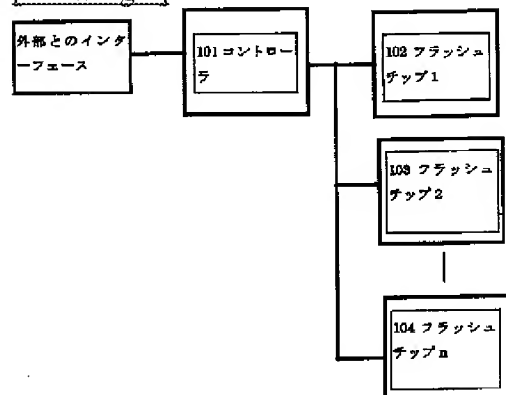 外部とのインタ
ーフェース
101 コントロー
ラ
102 フラッシュ
チップ1
103 フラッシュ
チップ2
104 フラッシュ
チップn